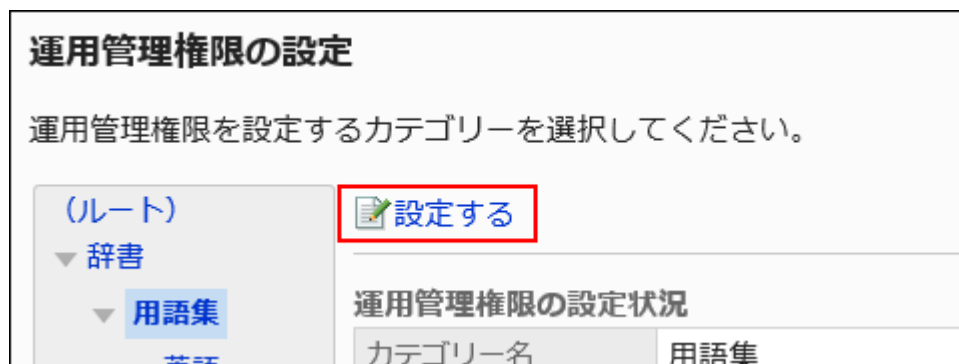 運用管理権限の設定
運用管理権限を設定するカテゴリーを選択してください。
(ルート)
辞書
用語集
英語
設定する
運用管理権限の設定状況
カテゴリー名 用語集